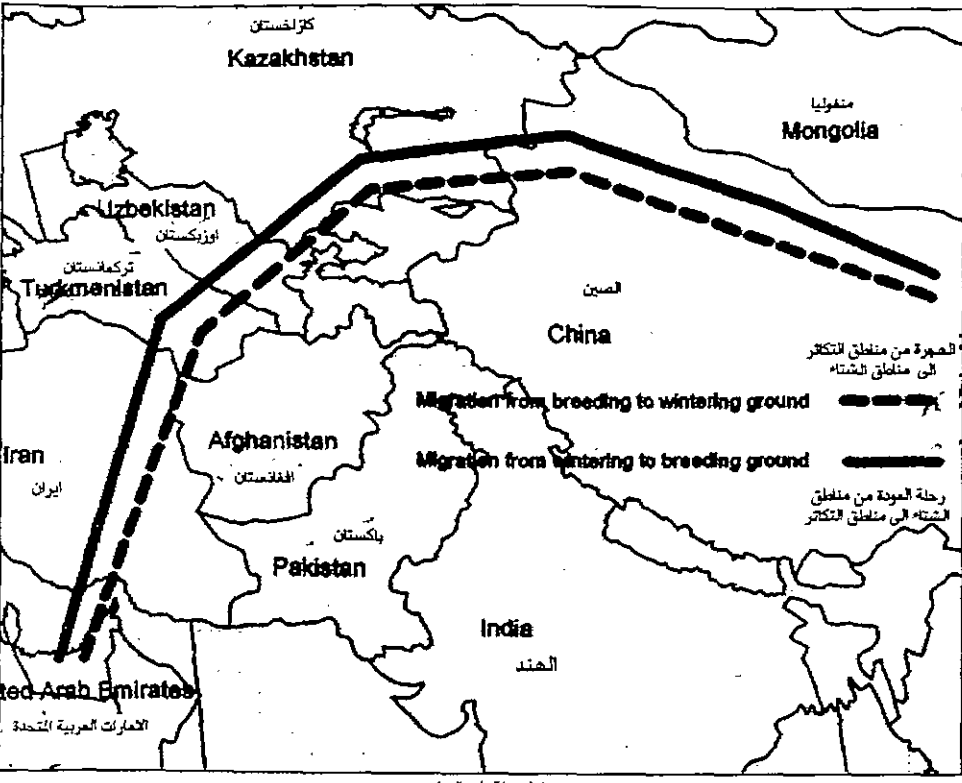 كازاخستان
Kazakhstan
منغوليا
Mongolia
Uzbekistan
اوزبكستان
تركمانستان
Turkmenistan
الصين
China
الهجرة من مناطق التكاثر
الى مناطق الشتاء
Migration from breeding to wintering ground
Afghanistan
افغانستان
Iran
ايران
Migration from wintering to breeding ground
رحلة العودة من مناطق
الشتاء الى مناطق التكاثر
باكستان
Pakistan
India
الهند
ted Arab Emirates
الامارات العربية المتحدة